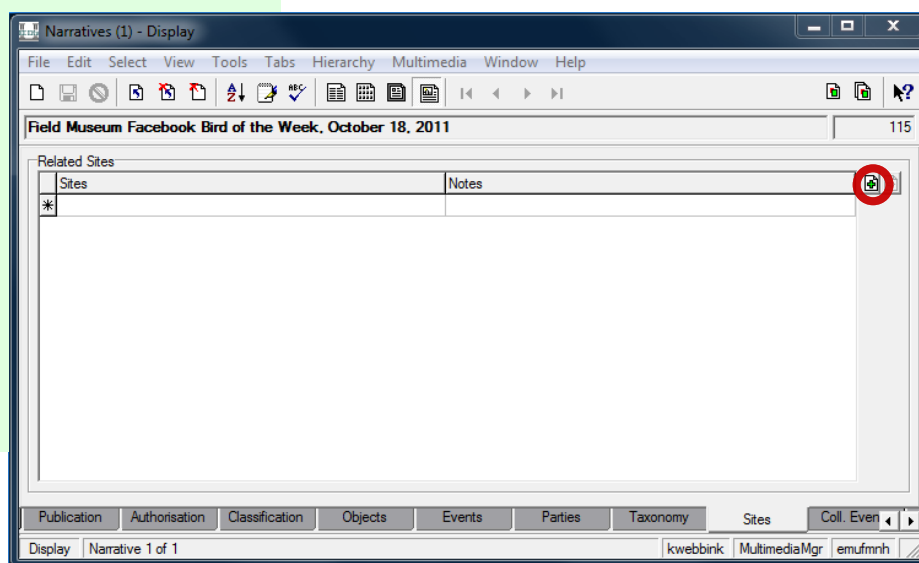 Narratives (1) - Display
File Edit Select View Tools Tabs Hierarchy Multimedia Window Help
Field Museum Facebook Bird of the Week, October 18, 2011 115
Related Sites
Sites Notes
Publication Authorisation Classification Objects Events Parties Taxonomy Sites Coll. Even
Display Narrative 1 of 1 kwebbink MultimediaMgr emufmnh